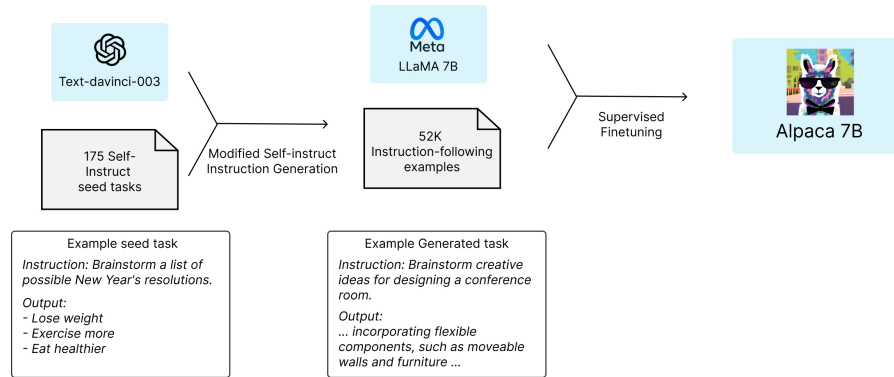 Text-davinci-003
175 Self-
Instruct
seed tasks
Modified Self-instruct
Instruction Generation
Meta
LLaMA 7B
52K
Instruction-following
examples
Supervised
Finetuning
Alpaca 7B
Example seed task
Instruction: Brainstorm a list of
possible New Year's resolutions.
Output:
- Lose weight
- Exercise more
- Eat healthier
Example Generated task
Instruction: Brainstorm creative
ideas for designing a conference
room.
Output:
... incorporating flexible
components, such as moveable
walls and furniture ...